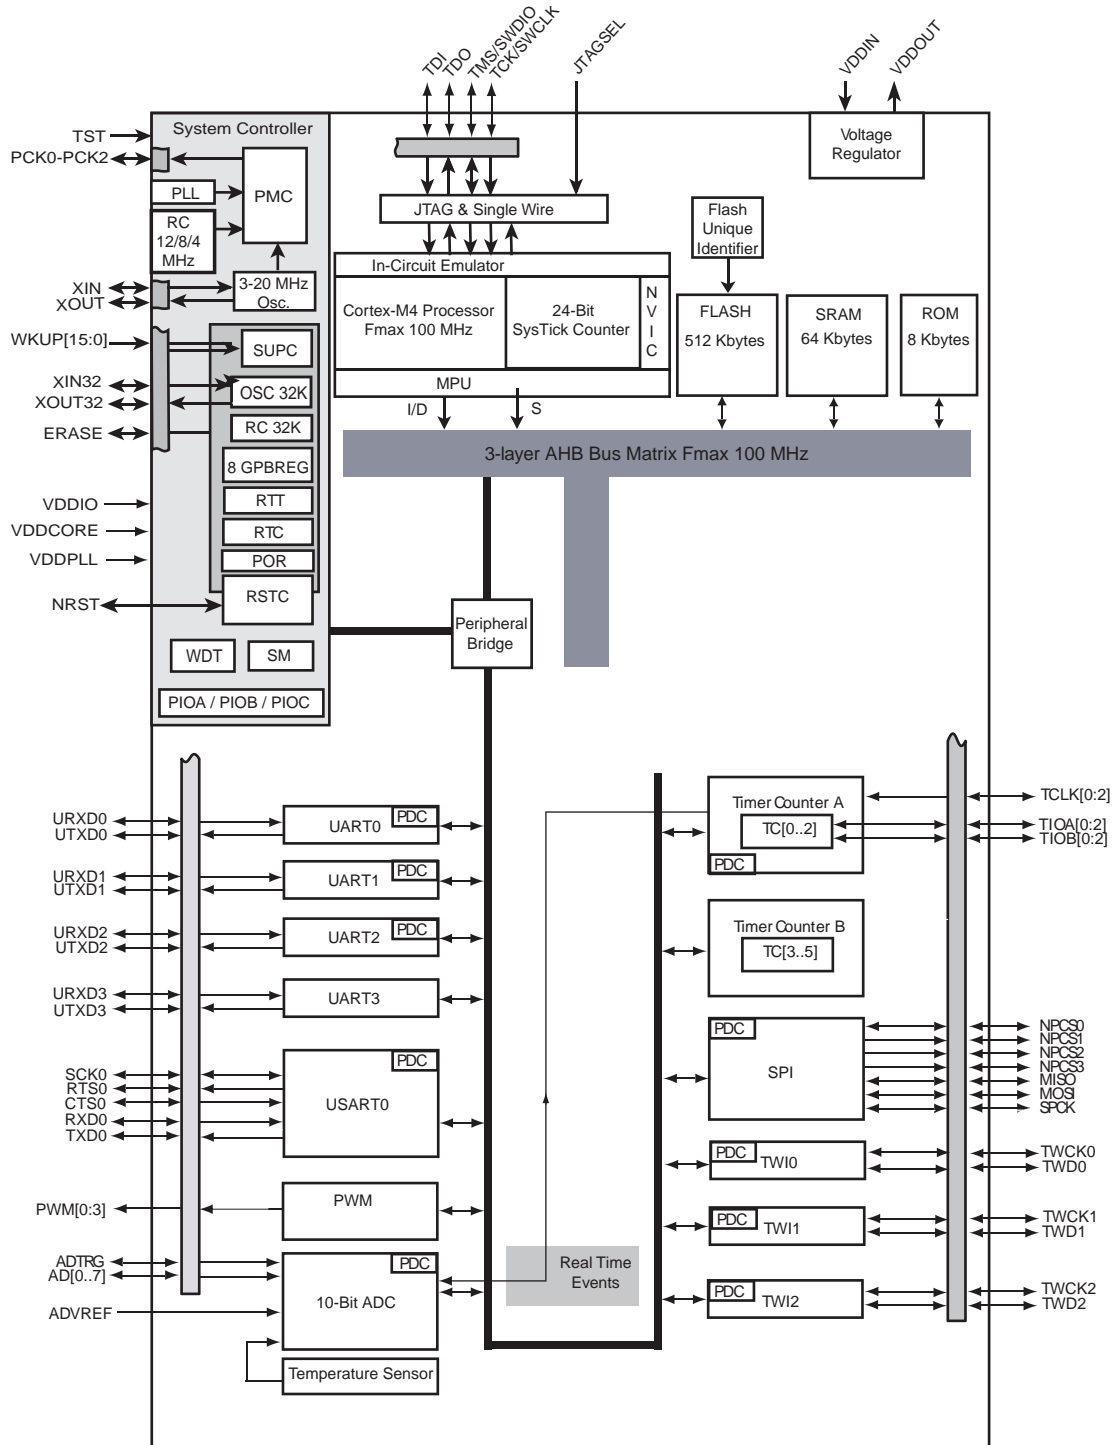 TDI
TDO
TMS/SWDIO
TCK/SWCLK
JTAGSEL
VDDIN
VDDOUT
System Controller
TST
PCK0-PCK2
PLL
PMC
RC
12/8/4
MHz
XIN
XOUT
3-20 MHz
Osc.
WKUP[15:0]
SUPC
XIN32
XOUT32
OSC 32K
ERASE
RC 32K
8 GPBREG
VDDIO
RTT
VDDCORE
RTC
VDDPLL
POR
NRST
RSTC
WDT
SM
PIOA / PIOB / PIOC
Voltage
Regulator
JTAG & Single Wire
Flash
Unique
Identifier
In-Circuit Emulator
Cortex-M4 Processor
Fmax 100 MHz
24-Bit
SysTick Counter
N
V
I
C
MPU
FLASH
512 Kbytes
SRAM
64 Kbytes
ROM
8 Kbytes
I/D
S
3-layer AHB Bus Matrix Fmax 100 MHz
Peripheral
Bridge
URXD0
UTXD0
UART0
PDC
URXD1
UTXD1
UART1
PDC
URXD2
UTXD2
UART2
PDC
URXD3
UTXD3
UART3
SCK0
RTS0
CTS0
RXD0
TXD0
USART0
PDC
PWM[0:3]
PWM
ADTRG
AD[0..7]
ADVREF
10-Bit ADC
PDC
Temperature Sensor
Real Time
Events
Timer Counter A
TC[0..2]
PDC
TCLK[0:2]
TIOA[0:2]
TIOB[0:2]
Timer Counter B
TC[3..5]
PDC
SPI
NPCS0
NPCS1
NPCS2
NPCS3
MISO
MOSI
SPCK
PDC
TWI0
TWCK0
TWD0
PDC
TWI1
TWCK1
TWD1
PDC
TWI2
TWCK2
TWD2